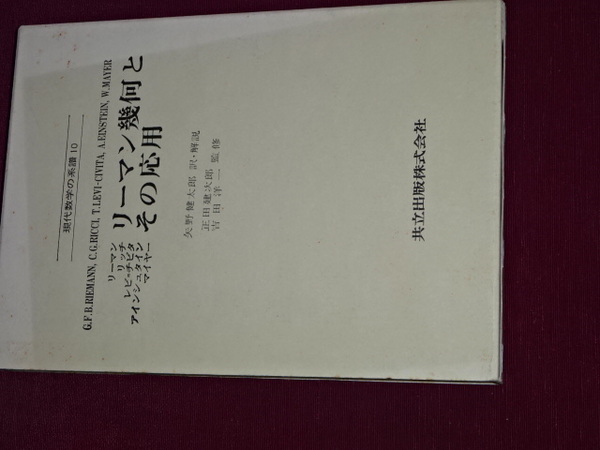 現代数学の系譜 10
G.F.B.RIEMANN, C.G.RICCI, T.LEVI-CIVITA, A.EINSTEIN, W.MAYER
リーマン
リッチ
レビ=チビタ
アインシュタイン
マイヤー
リーマン幾何と
その応用
矢野健太郎 訳・解説
正田建次郎
吉田洋一
監修
共立出版株式会社